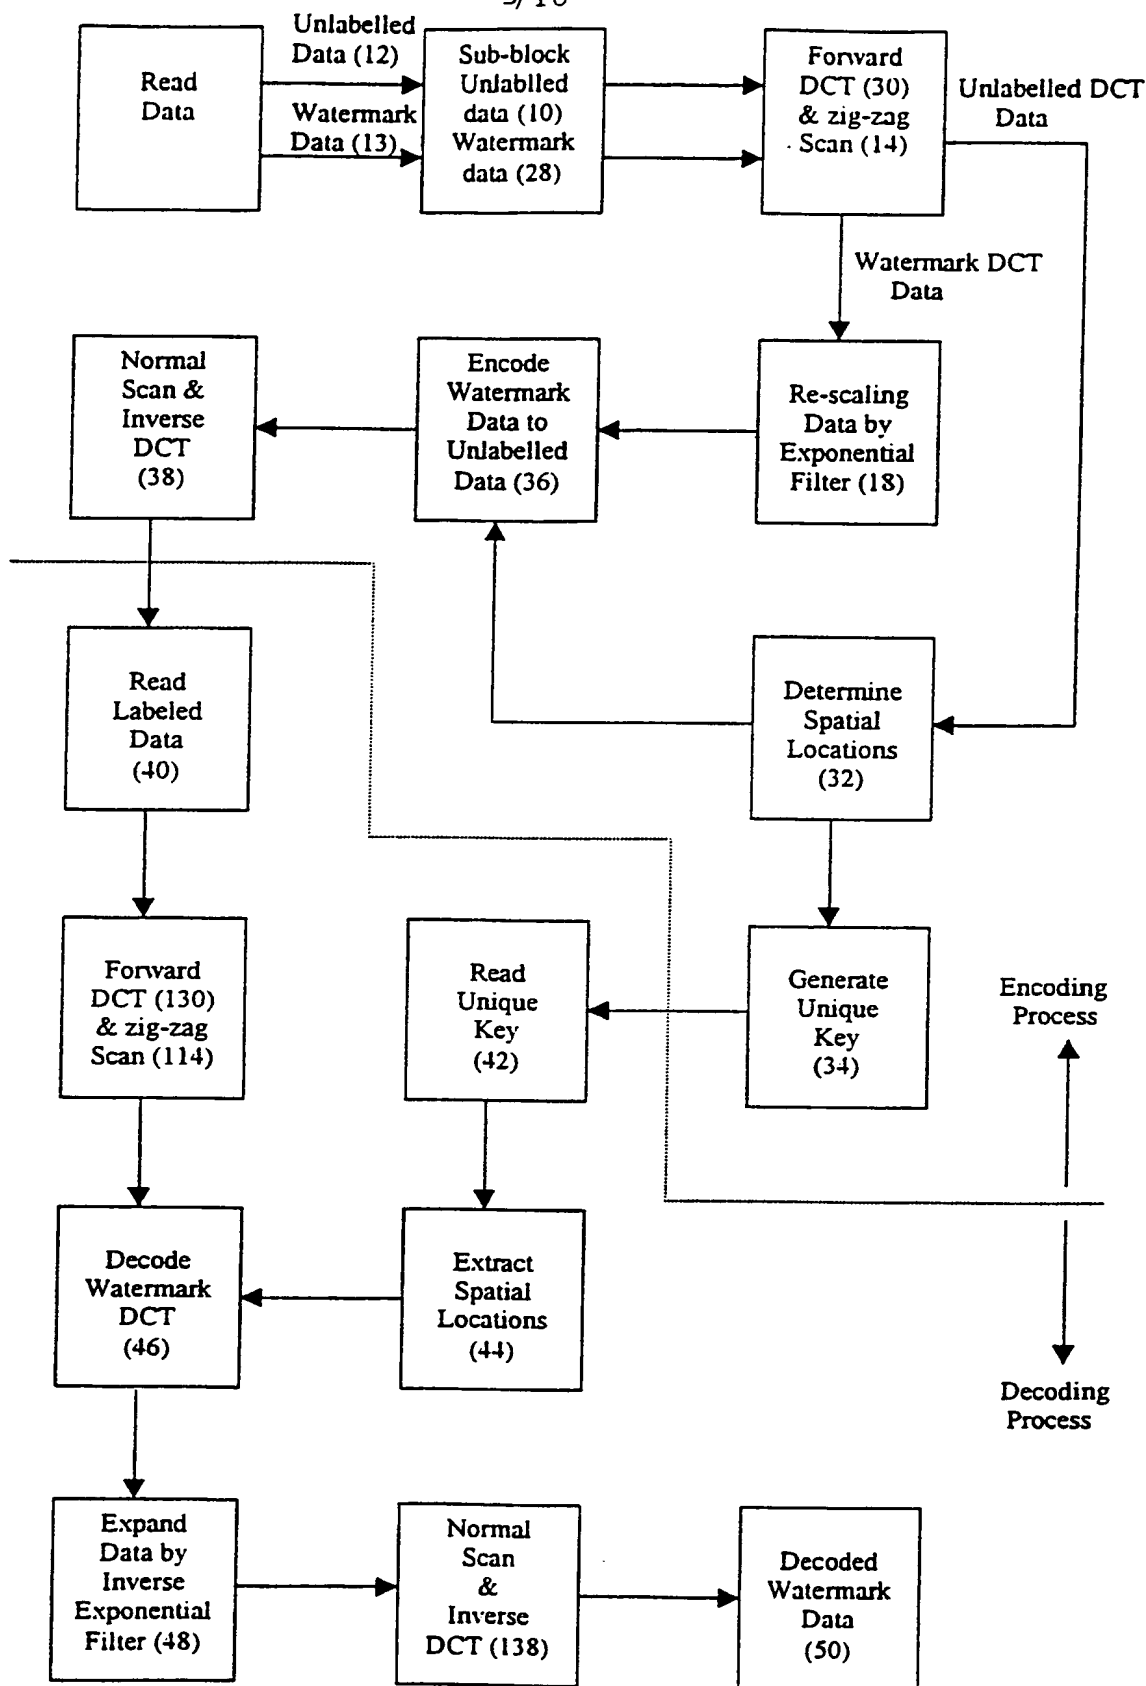 Read
Data
Unlabelled
Data (12)
Watermark
Data (13)
Sub-block
Unlablled
data (10)
Watermark
data (28)
Forward
DCT (30)
& zig-zag
Scan (14)
Unlabelled DCT
Data
Watermark DCT
Data
Normal
Scan &
Inverse
DCT
(38)
Encode
Watermark
Data to
Unlabelled
Data (36)
Re-scaling
Data by
Exponential
Filter (18)
Read
Labeled
Data
(40)
Determine
Spatial
Locations
(32)
Forward
DCT (130)
& zig-zag
Scan (114)
Read
Unique
Key
(42)
Generate
Unique
Key
(34)
Encoding
Process
Decode
Watermark
DCT
(46)
Extract
Spatial
Locations
(44)
Decoding
Process
Expand
Data by
Inverse
Exponential
Filter (48)
Normal
Scan
&
Inverse
DCT (138)
Decoded
Watermark
Data
(50)